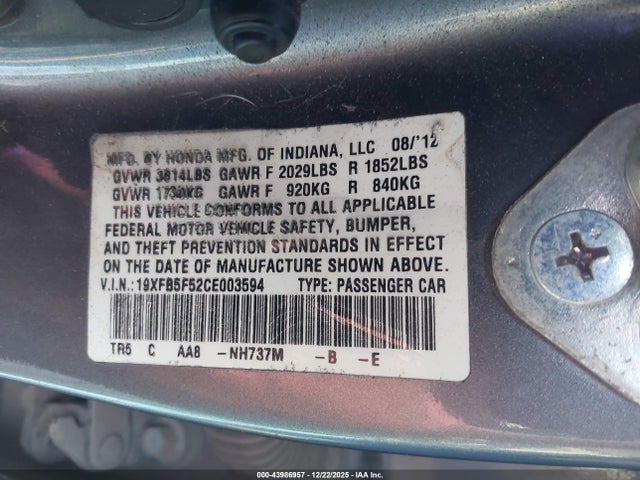 MFG. BY HONDA MFG. OF INDIANA, LLC 08/'12
GVWR 3814LBS GAWR F 2029LBS R 1852LBS
GVWR 1730KG GAWR F 920KG R 840KG
THIS VEHICLE CONFORMS TO ALL APPLICABLE
FEDERAL MOTOR VEHICLE SAFETY, BUMPER,
AND THEFT PREVENTION STANDARDS IN EFFECT
ON THE DATE OF MANUFACTURE SHOWN ABOVE.
V.I.N.: 19XFB5F52CE003594 TYPE: PASSENGER CAR
TR5 C AA8 -NH737M -B -E
000-43986957 - 12/22/2025 - IAA Inc.